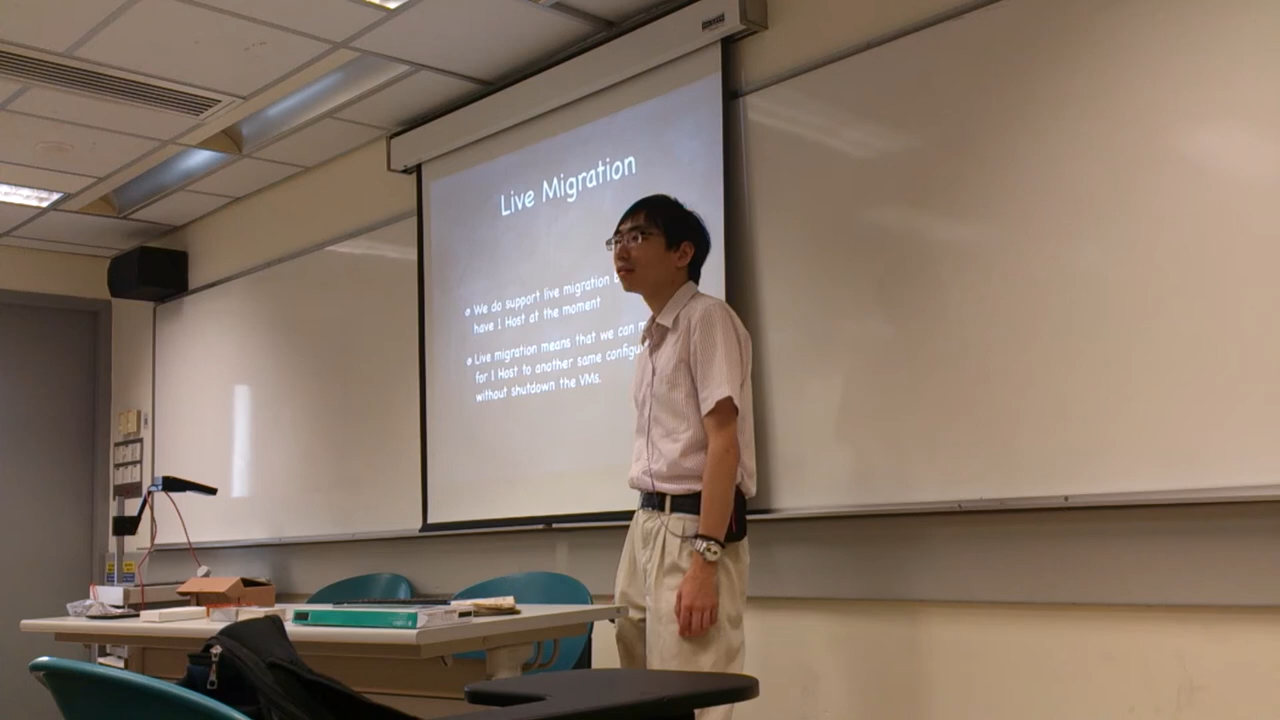 Live Migration
We do support live migration
have 1 Host at the moment
Live migration means that we can
for 1 Host to another same
without shutdown the VMs.